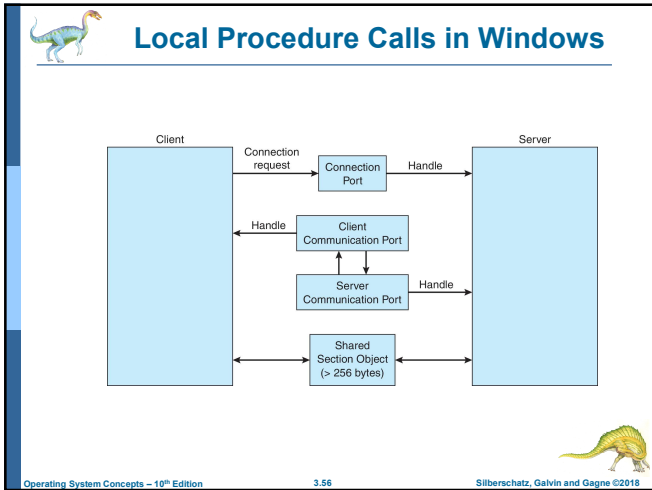 Local Procedure Calls in Windows
Client
Server
Connection
request
Connection
Port
Handle
Handle
Client
Communication Port
Server
Communication Port
Handle
Shared
Section Object
(> 256 bytes)
Operating System Concepts – 10th Edition
3.56
Silberschatz, Galvin and Gagne ©2018